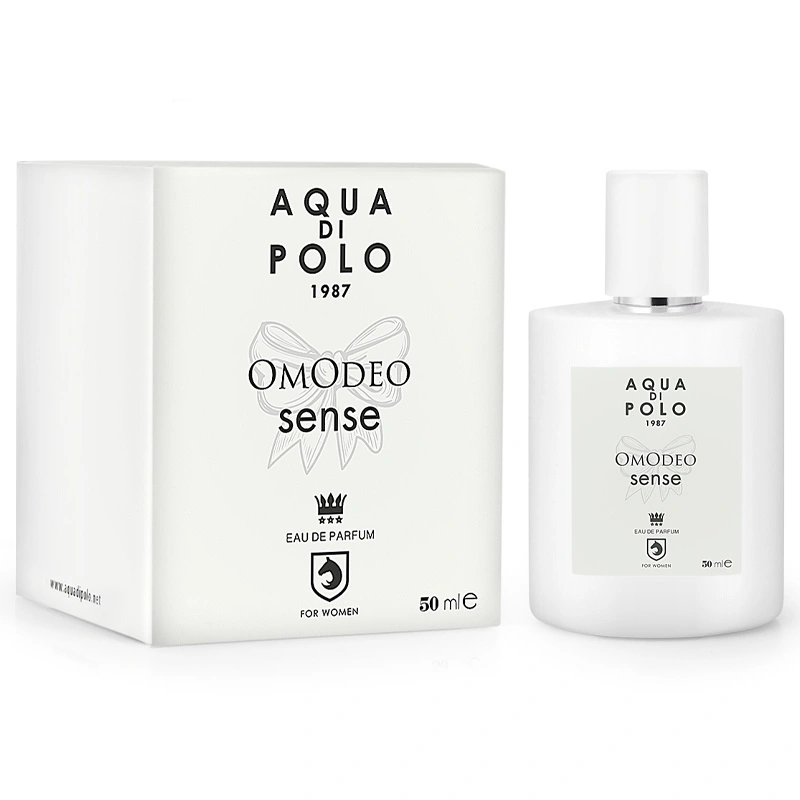 AQUA
DI
POLO
1987
OMODEO
sense
EAU DE PARFUM
FOR WOMEN
50 ml e
www.aquadipolo.net
AQUA
DI
POLO
1987
OMODEO
sense
EAU DE PARFUM
FOR WOMEN
50 ml e